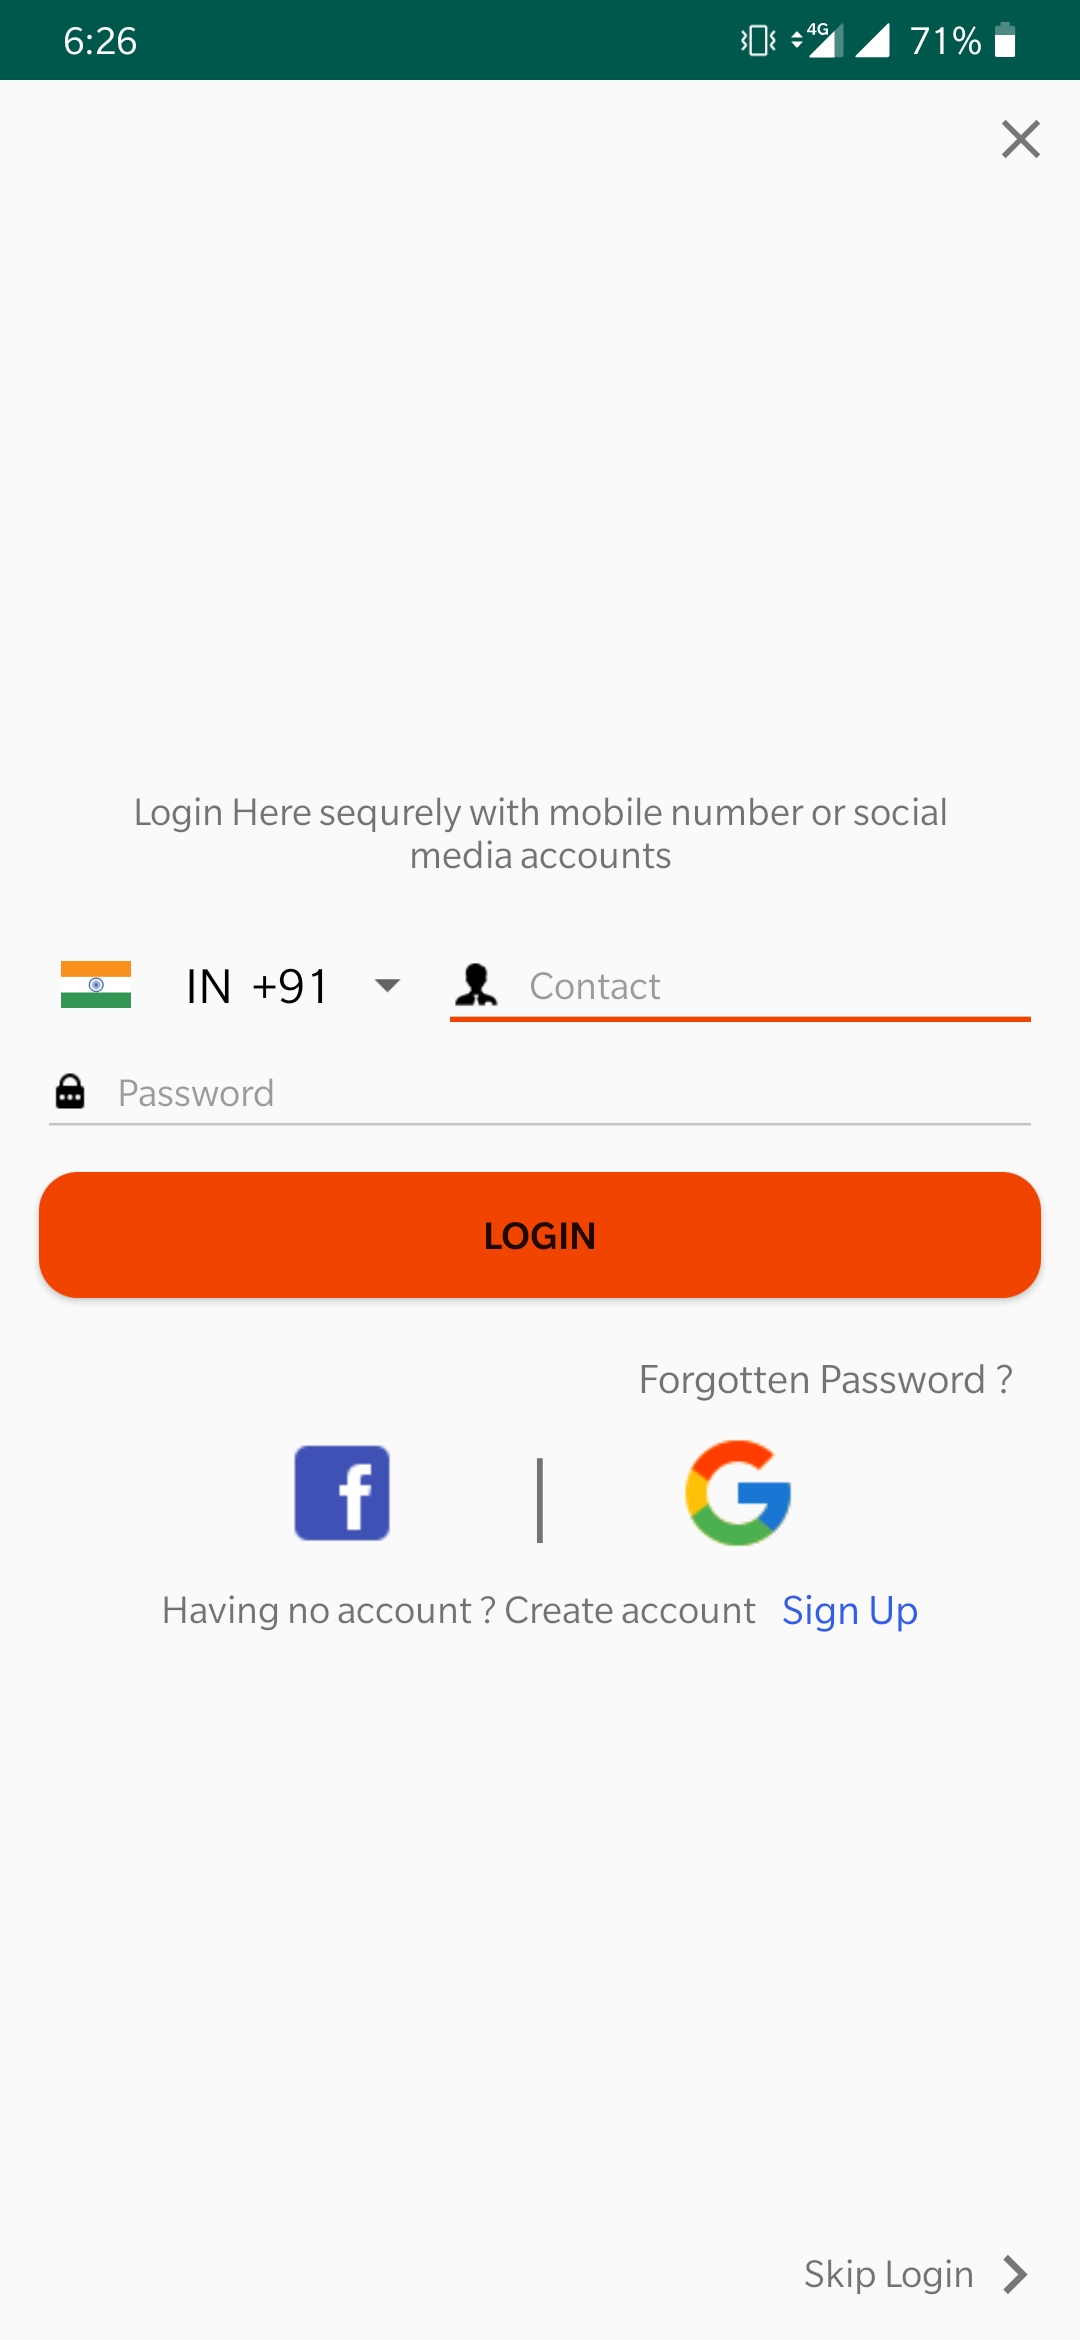 6:26 4G 71%
Login Here sequrely with mobile number or social
media accounts
IN +91 Contact
Password
LOGIN
Forgotten Password ?
Having no account ? Create account Sign Up
Skip Login